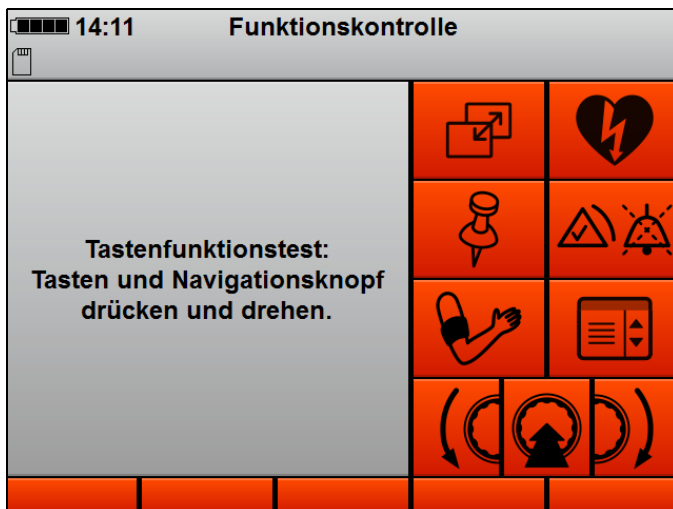 14:11 Funktionskontrolle
Tastenfunktionstest:
Tasten und Navigationsknopf
drücken und drehen.